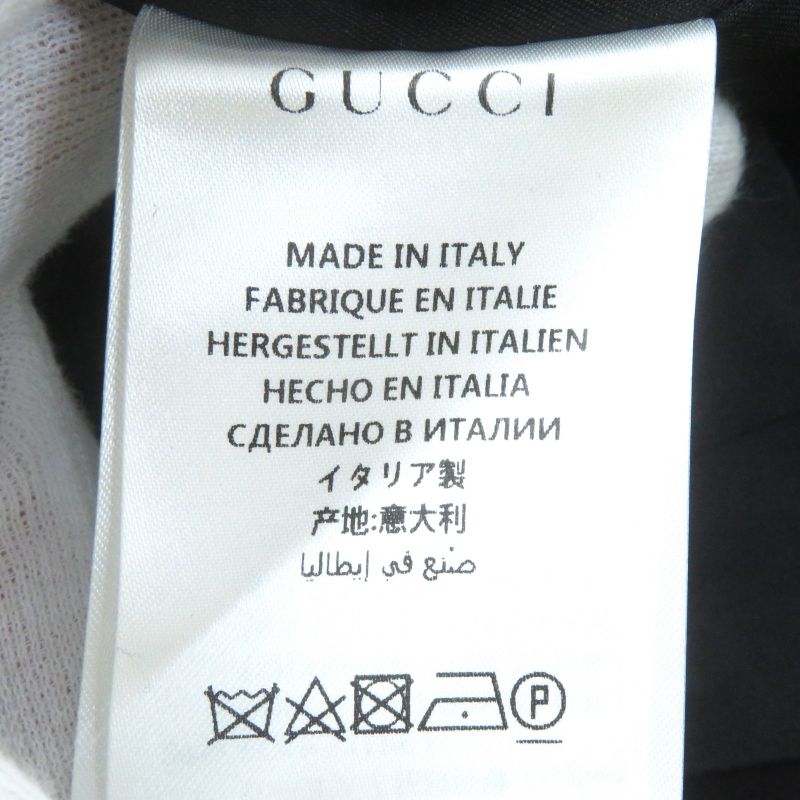 GUCCI
MADE IN ITALY
FABRIQUE EN ITALIE
HERGESTELLT IN ITALIEN
HECHO EN ITALIA
СДЕЛАНО В ИТАЛИИ
イタリア製
产地:意大利
صنع في إيطاليا
P